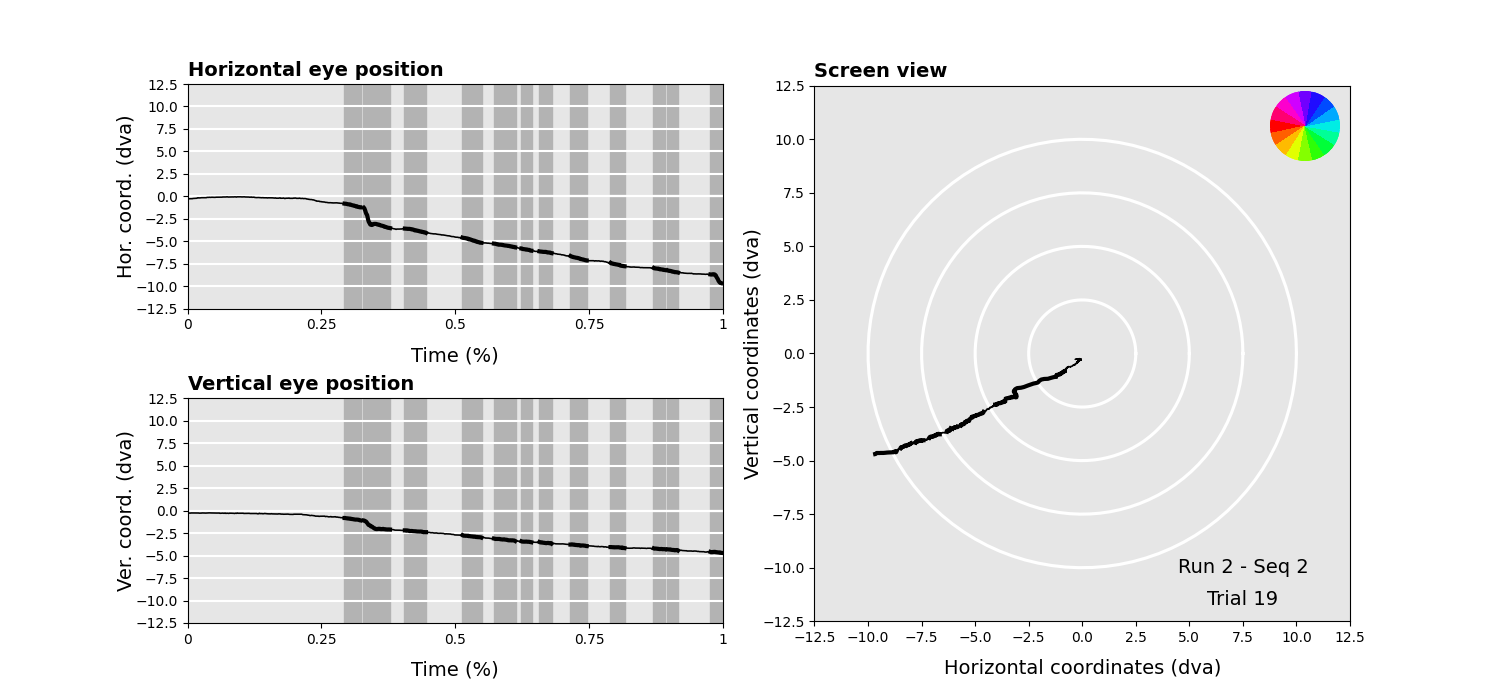 Horizontal eye position
Hor. coord. (dva)
12.5
10.0
7.5
5.0
2.5
0.0
−2.5
−5.0
−7.5
−10.0
−12.5
0 0.25 0.5 0.75 1
Time (%)
Vertical eye position
Ver. coord. (dva)
12.5
10.0
7.5
5.0
2.5
0.0
−2.5
−5.0
−7.5
−10.0
−12.5
0 0.25 0.5 0.75 1
Time (%)
Screen view
Vertical coordinates (dva)
12.5
10.0
7.5
5.0
2.5
0.0
−2.5
−5.0
−7.5
−10.0
−12.5
Run 2 - Seq 2
Trial 19
−12.5 −10.0 −7.5 −5.0 −2.5 0.0 2.5 5.0 7.5 10.0 12.5
Horizontal coordinates (dva)